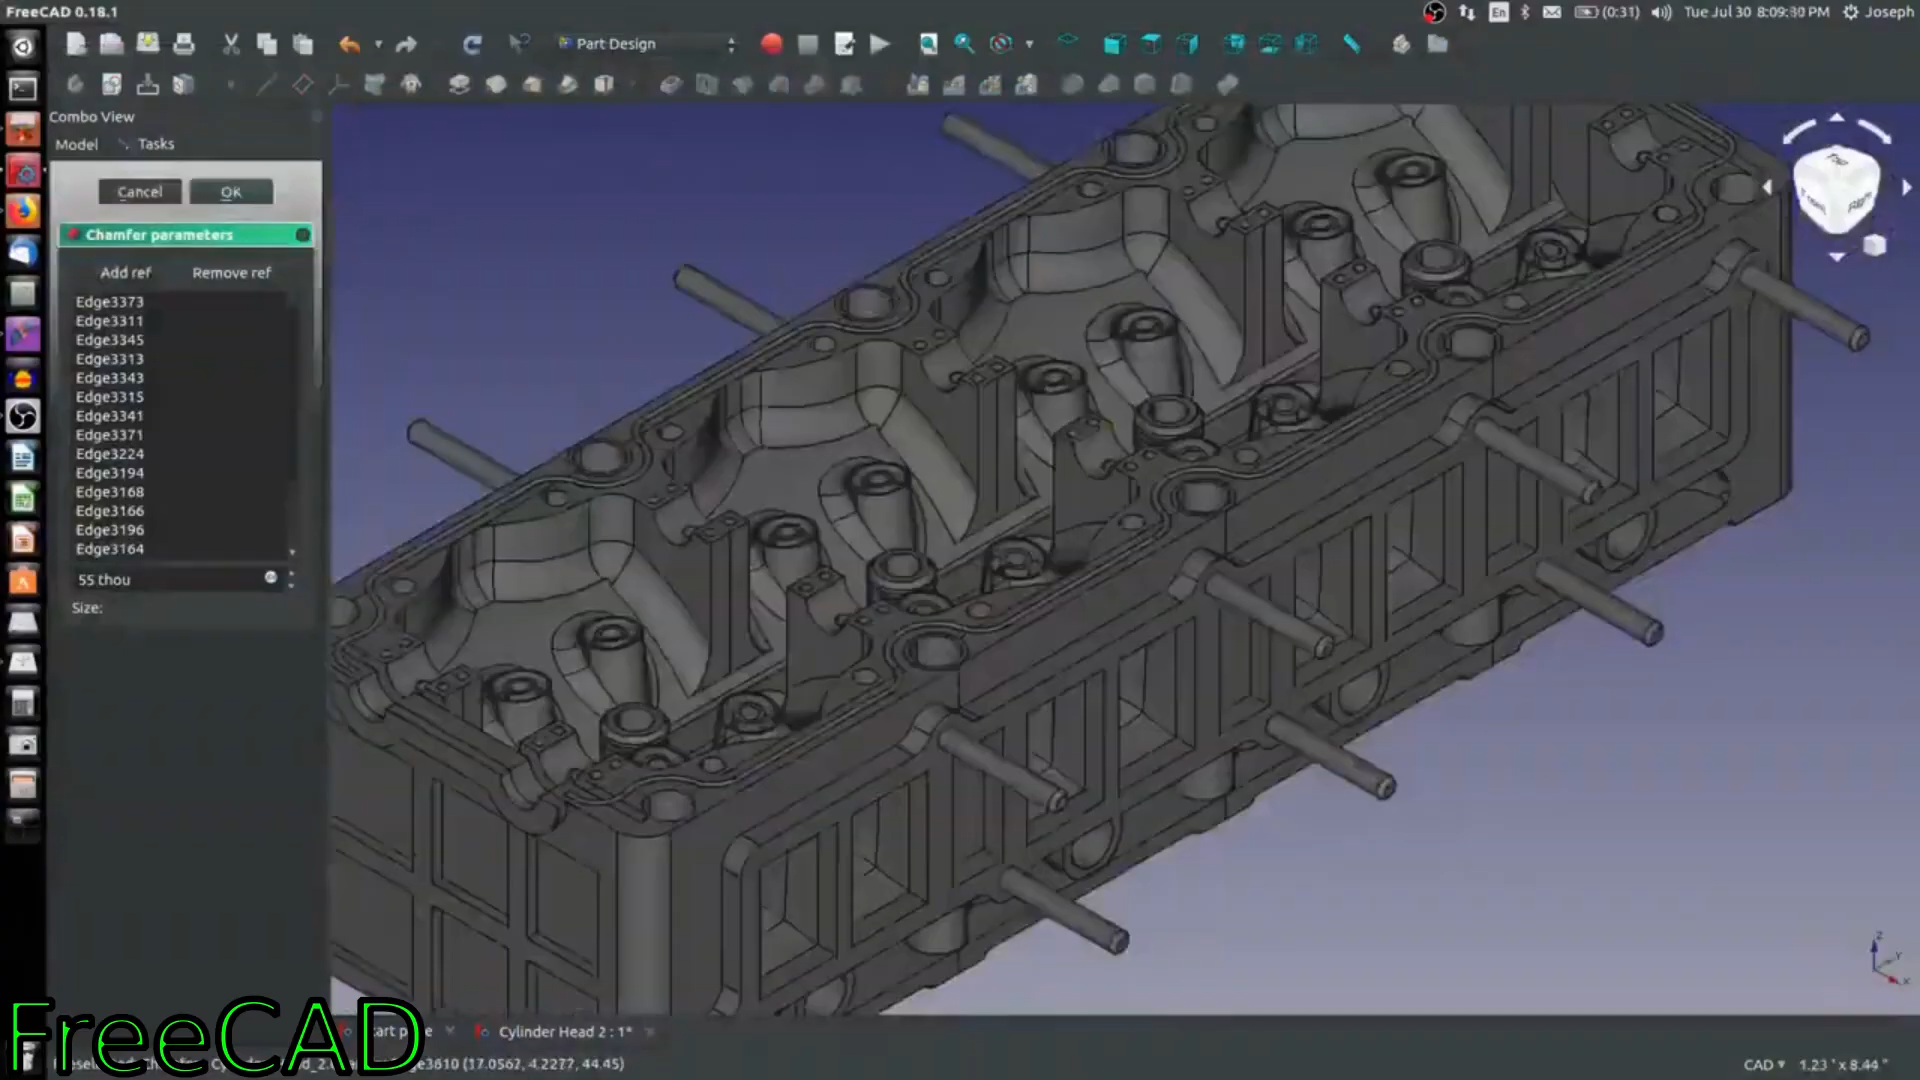 FreeCAD 0.18.1
En
(0:31)
Tue Jul 30 8:09:30 PM
Joseph
Part Design
Combo View
Model
Tasks
Cancel
OK
Chamfer parameters
Add ref
Remove ref
Edge3373
Edge3311
Edge3345
Edge3313
Edge3343
Edge3315
Edge3341
Edge3371
Edge3224
Edge3194
Edge3168
Edge3166
Edge3196
Edge3164
55 thou
Size:
Top
Z
Y
X
FreeCAD
Cylinder Head 2 : 1*
(17.0562, 4.2277, 44.45)
CAD
1.23 ' x 8.44 "